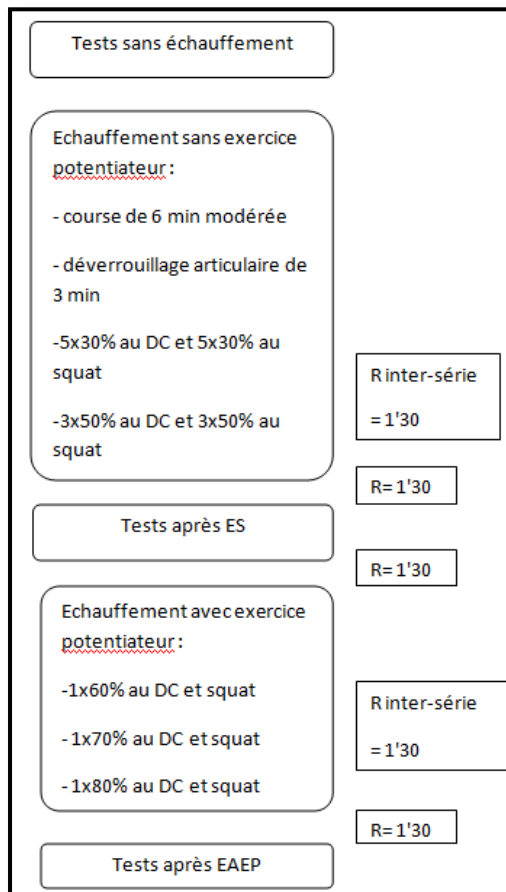 Tests sans échauffement
Echauffement sans exercice
potentiateur :
- course de 6 min modérée
- déverrouillage articulaire de
3 min
-5x30% au DC et 5x30% au
squat
-3x50% au DC et 3x50% au
squat
R inter-série
= 1'30
R= 1'30
Tests après ES
R= 1'30
Echauffement avec exercice
potentiateur :
-1x60% au DC et squat
-1x70% au DC et squat
-1x80% au DC et squat
R inter-série
= 1'30
R= 1'30
Tests après EAEP